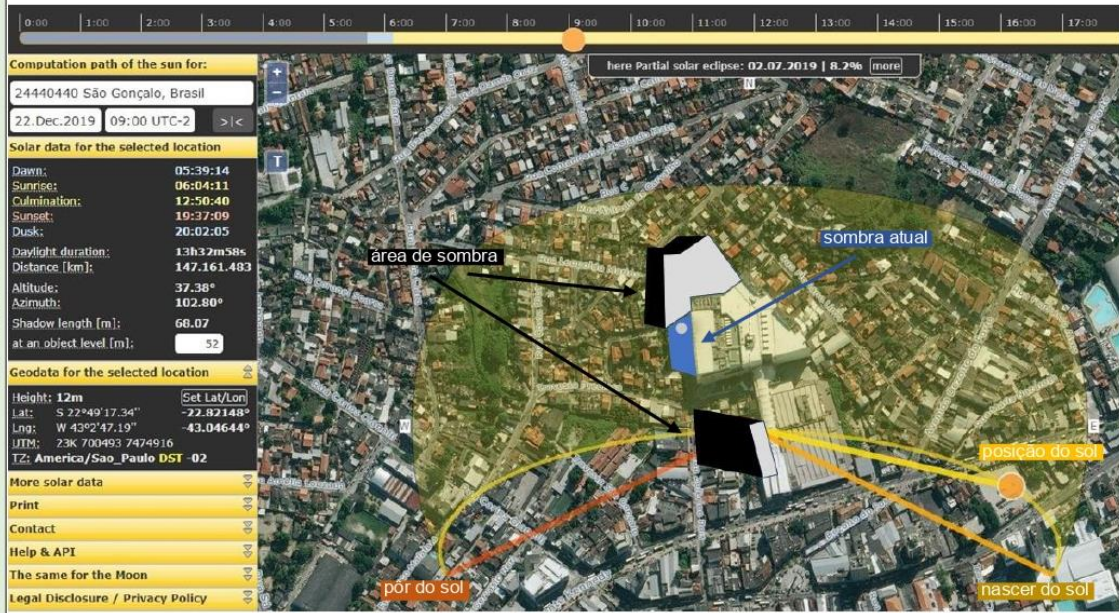 0:00 1:00 2:00 3:00 4:00 5:00 6:00 7:00 8:00 9:00 10:00 11:00 12:00 13:00 14:00 15:00 16:00 17:00
Computation path of the sun for:
24440440 São Gonçalo, Brasil
22.Dec.2019 09:00 UTC-2 >|<
Solar data for the selected location
Dawn: 05:39:14
Sunrise: 06:04:11
Culmination: 12:50:40
Sunset: 19:37:09
Dusk: 20:02:05
Daylight duration: 13h32m58s
Distance [km]: 147.161.483
Altitude: 37.38°
Azimuth: 102.80°
Shadow length [m]: 68.07
at an object level [m]: 52
Geodata for the selected location
Height: 12m Set Lat/Lon
Lat: S 22°49'17.34'' -22.82148°
Lng: W 43°2'47.19'' -43.04644°
UTM: 23K 700493 7474916
TZ: America/Sao_Paulo DST -02
More solar data
Print
Contact
Help & API
The same for the Moon
Legal Disclosure / Privacy Policy
+
−
T
here Partial solar eclipse: 02.07.2019 | 8.2% more
N
sombra atual
área de sombra
W
E
posição do sol
pôr do sol
nascer do sol